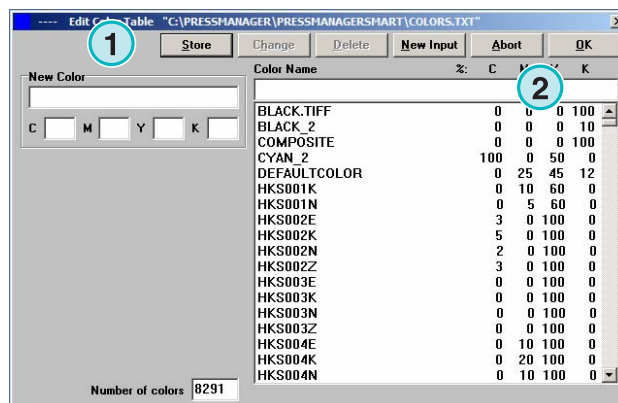 ---- Edit Color Table "C:\PRESSMANAGER\PRESSMANAGERSMART\COLORS.TXT"
1
Store Change Delete New Input Abort OK
New Color
Color Name %: C M Y K
2
C M Y K
BLACK.TIFF 0 0 0 100
BLACK_2 0 0 0 10
COMPOSITE 0 0 0 100
CYAN_2 100 0 50 0
DEFAULTCOLOR 0 25 45 12
HKS001K 0 10 60 0
HKS001N 0 5 60 0
HKS002E 3 0 100 0
HKS002K 5 0 100 0
HKS002N 2 0 100 0
HKS002Z 3 0 100 0
HKS003E 0 0 100 0
HKS003K 0 0 100 0
HKS003N 0 0 100 0
HKS003Z 0 0 100 0
HKS004E 0 10 100 0
HKS004K 0 20 100 0
HKS004N 0 10 100 0
Number of colors 8291